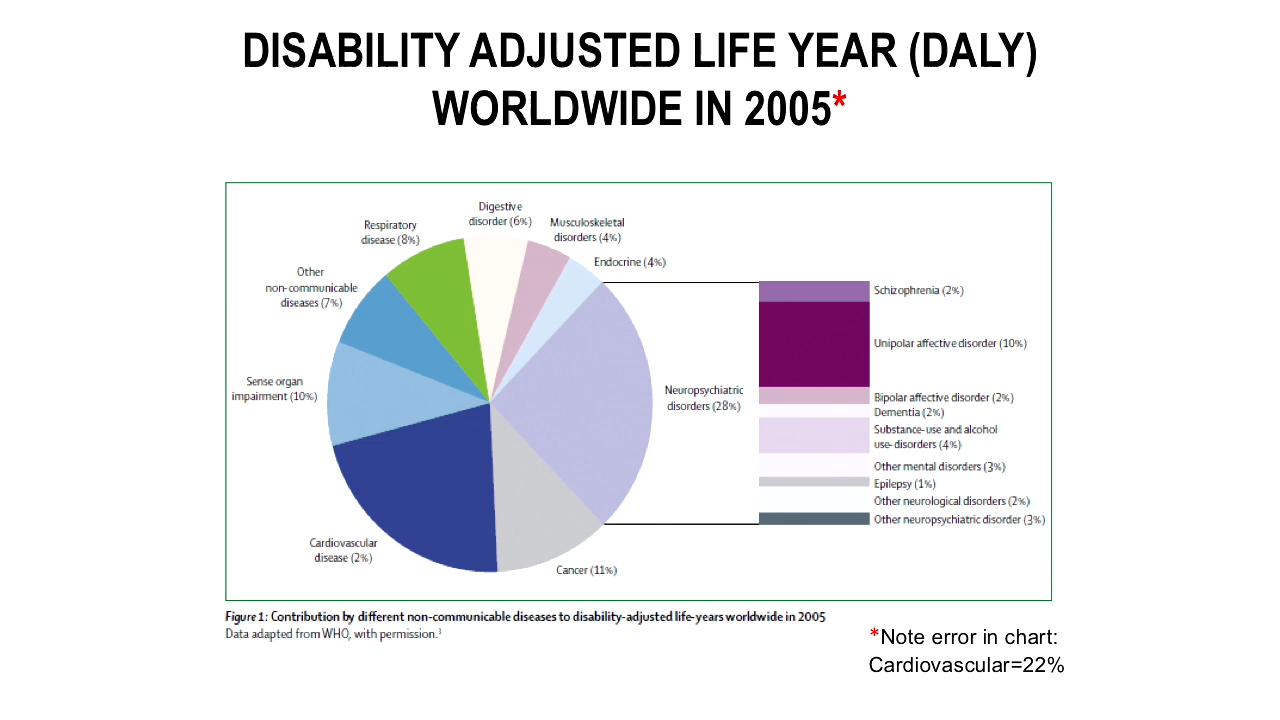 DISABILITY ADJUSTED LIFE YEAR (DALY)
WORLDWIDE IN 2005*
Digestive
disorder (6%)
Musculoskeletal
disorders (4%)
Respiratory
disease (8%)
Endocrine (4%)
Other
non-communicable
diseases (7%)
Schizophrenia (2%)
Unipolar affective disorder (10%)
Sense organ
impairment (10%)
Neuropsychiatric
disorders (28%)
Bipolar affective disorder (2%)
Dementia (2%)
Substance-use and alcohol
use-disorders (4%)
Other mental disorders (3%)
Epilepsy (1%)
Other neurological disorders (2%)
Other neuropsychiatric disorder (3%)
Cardiovascular
disease (2%)
Cancer (11%)
Figure 1: Contribution by different non-communicable diseases to disability-adjusted life-years worldwide in 2005
Data adapted from WHO, with permission.³
*Note error in chart:
Cardiovascular=22%